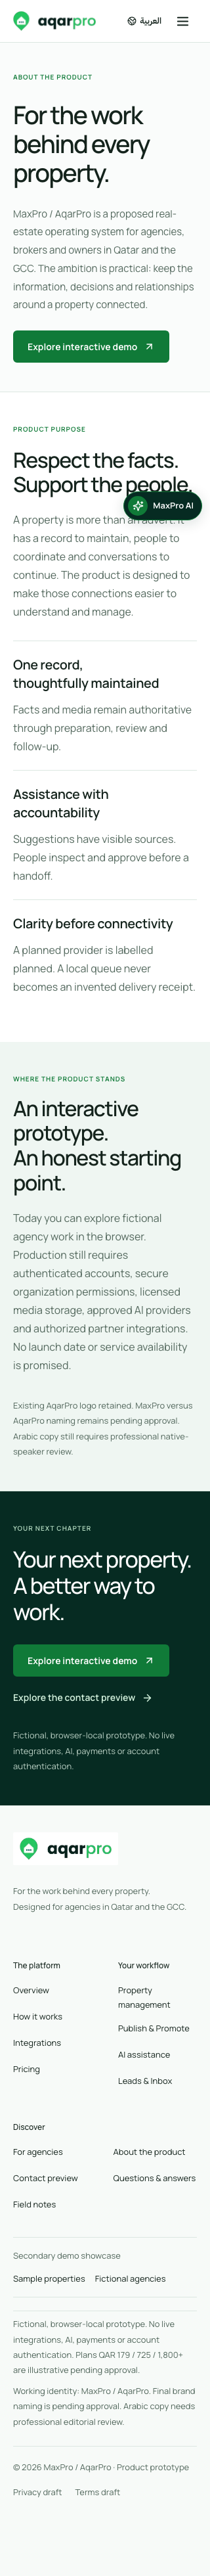 aqarpro
العربية
ABOUT THE PRODUCT
For the work
behind every
property.
MaxPro / AqarPro is a proposed real-
estate operating system for agencies,
brokers and owners in Qatar and the
GCC. The ambition is practical: keep the
information, decisions and relationships
around a property connected.
Explore interactive demo
PRODUCT PURPOSE
Respect the facts.
Support the people.
MaxPro AI
A property is more than an advert. It
has a record to maintain, people to
coordinate and conversations to
continue. The product is designed to
make those connections easier to
understand and manage.
One record,
thoughtfully maintained
Facts and media remain authoritative
through preparation, review and
follow-up.
Assistance with
accountability
Suggestions have visible sources.
People inspect and approve before a
handoff.
Clarity before connectivity
A planned provider is labelled
planned. A local queue never
becomes an invented delivery receipt.
WHERE THE PRODUCT STANDS
An interactive
prototype.
An honest starting
point.
Today you can explore fictional
agency work in the browser.
Production still requires
authenticated accounts, secure
organization permissions, licensed
media storage, approved AI providers
and authorized partner integrations.
No launch date or service availability
is promised.
Existing AqarPro logo retained. MaxPro versus
AqarPro naming remains pending approval.
Arabic copy still requires professional native-
speaker review.
YOUR NEXT CHAPTER
Your next property.
A better way to
work.
Explore interactive demo
Explore the contact preview
Fictional, browser-local prototype. No live
integrations, AI, payments or account
authentication.
aqarpro
For the work behind every property.
Designed for agencies in Qatar and the GCC.
The platform
Overview
How it works
Integrations
Pricing
Your workflow
Property
management
Publish & Promote
AI assistance
Leads & Inbox
Discover
For agencies
About the product
Contact preview
Questions & answers
Field notes
Secondary demo showcase
Sample properties
Fictional agencies
Fictional, browser-local prototype. No live
integrations, AI, payments or account
authentication. Plans QAR 179 / 725 / 1,800+
are illustrative pending approval.
Working identity: MaxPro / AqarPro. Final brand
naming is pending approval. Arabic copy needs
professional editorial review.
© 2026 MaxPro / AqarPro · Product prototype
Privacy draft
Terms draft